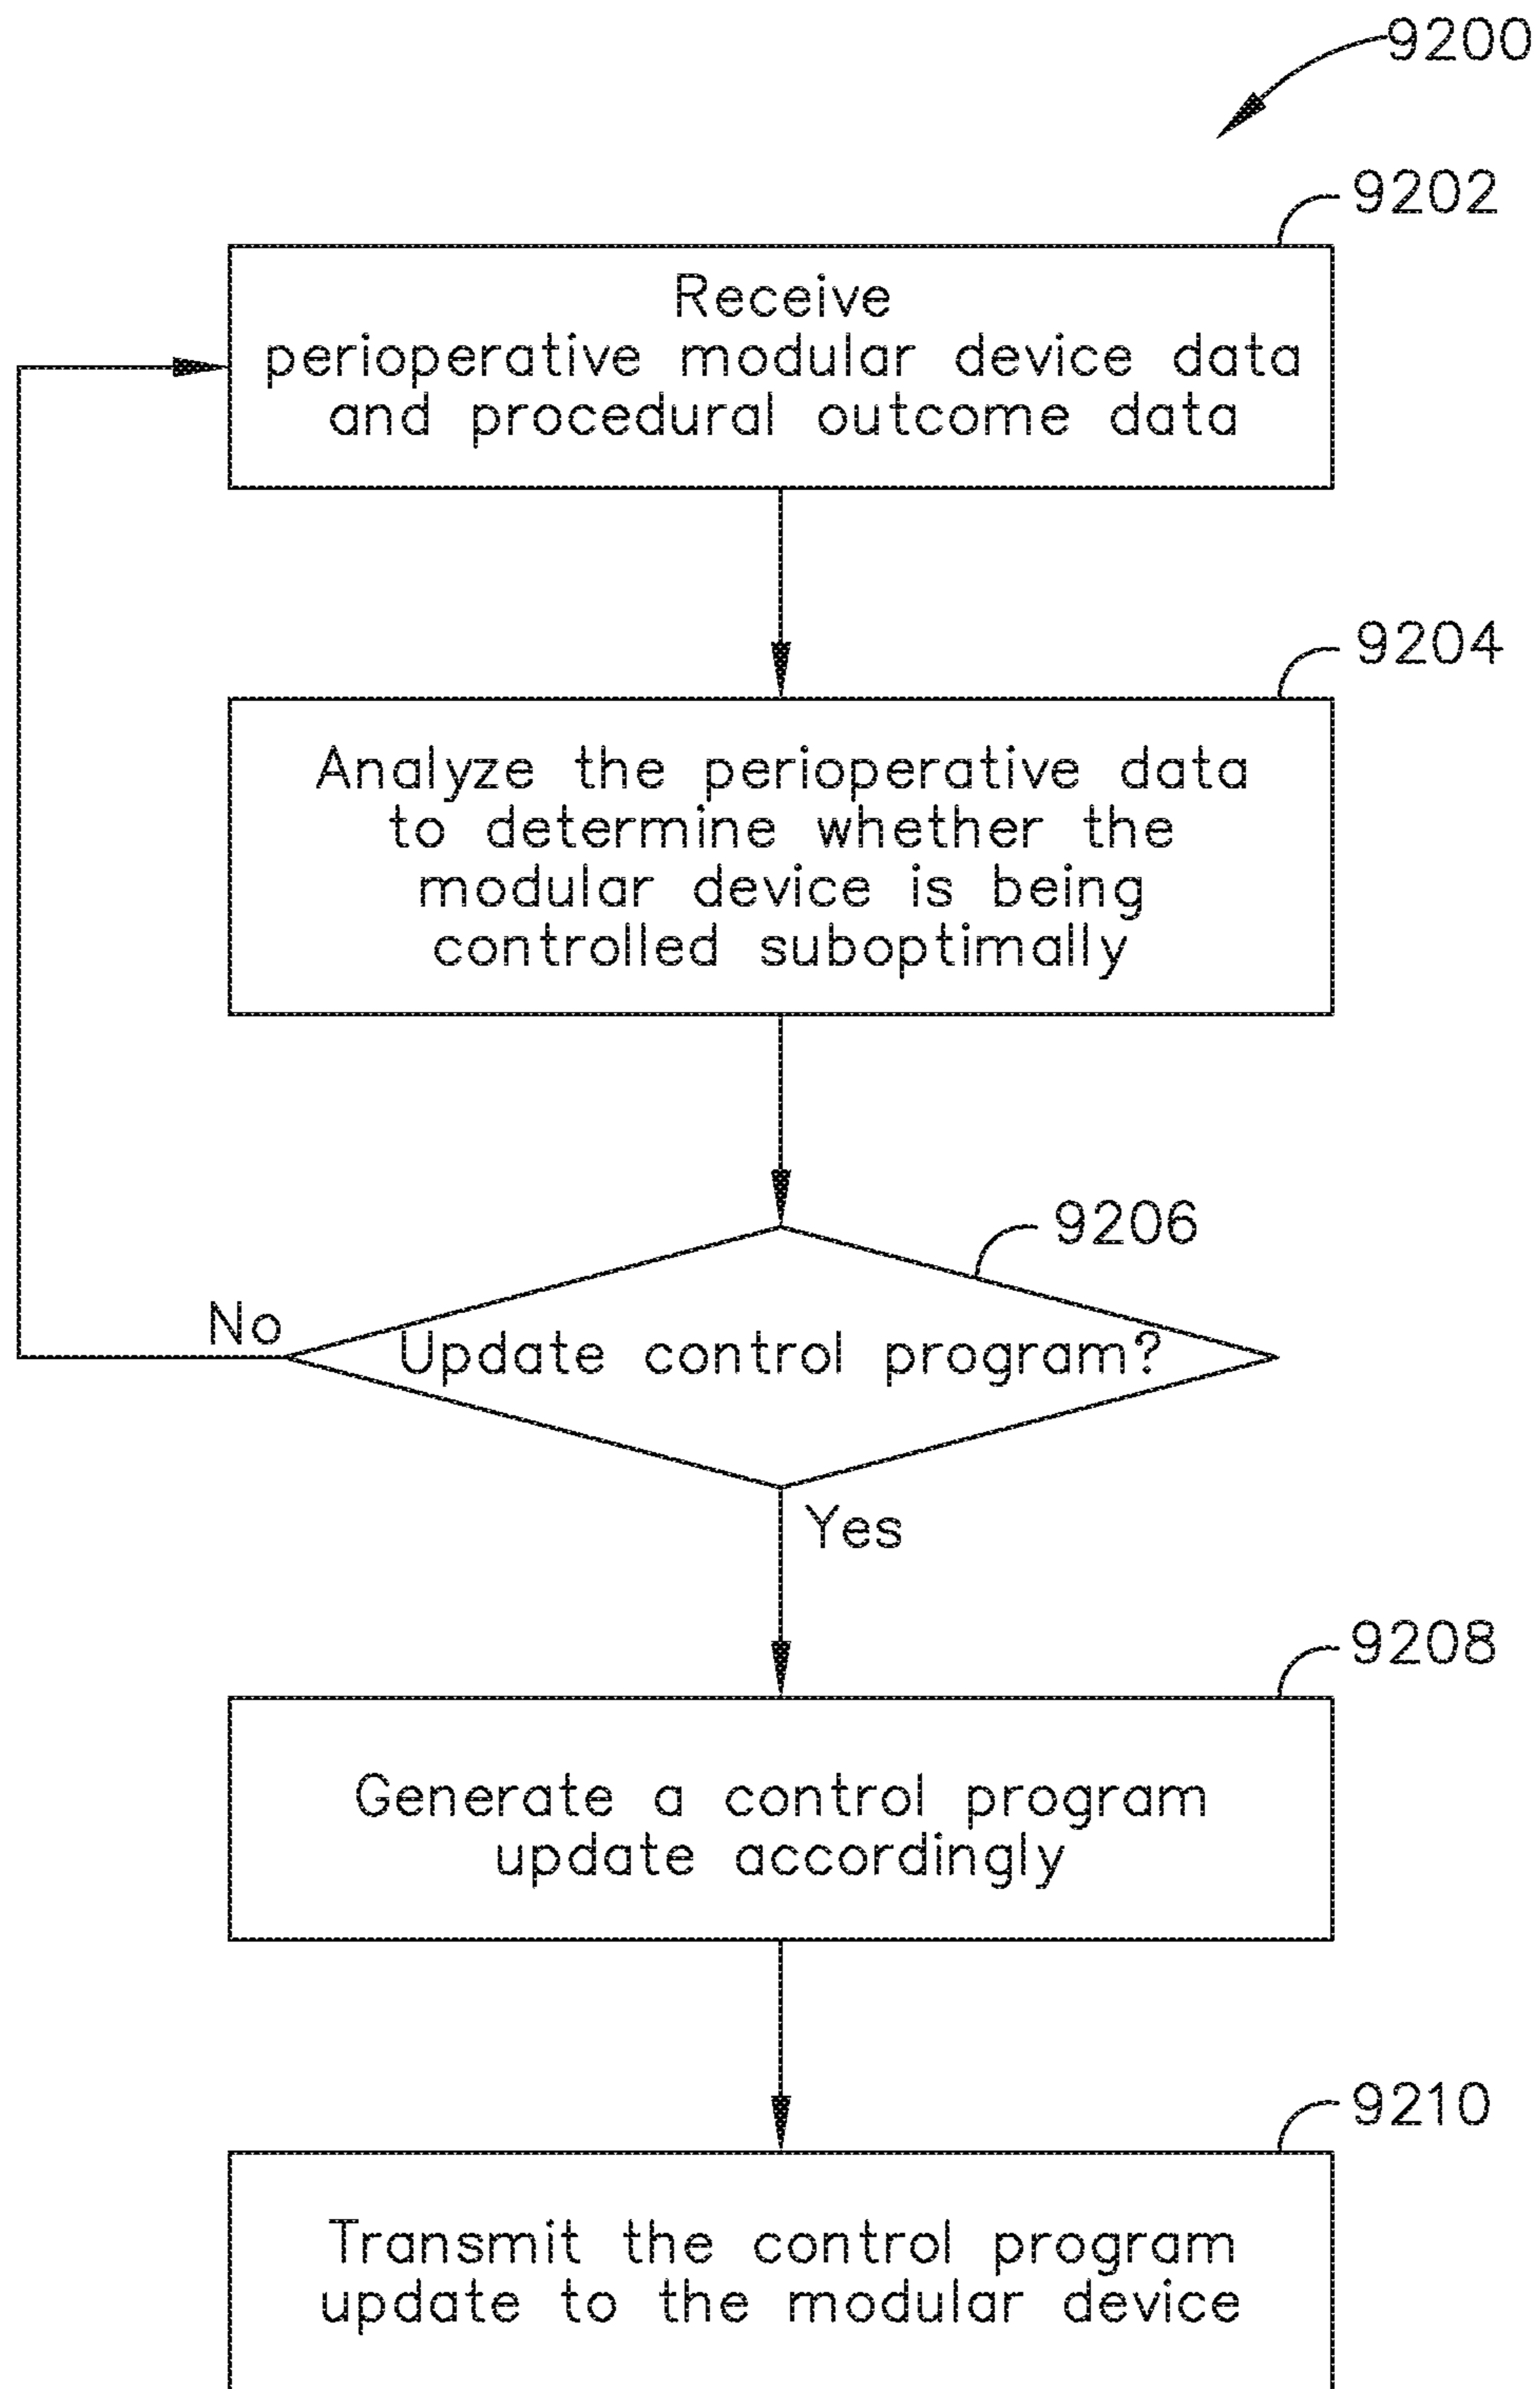 9200
9202
Receive
perioperative modular device data
and procedural outcome data
9204
Analyze the perioperative data
to determine whether the
modular device is being
controlled suboptimally
9206
No
Update control program?
Yes
9208
Generate a control program
update accordingly
9210
Transmit the control program
update to the modular device